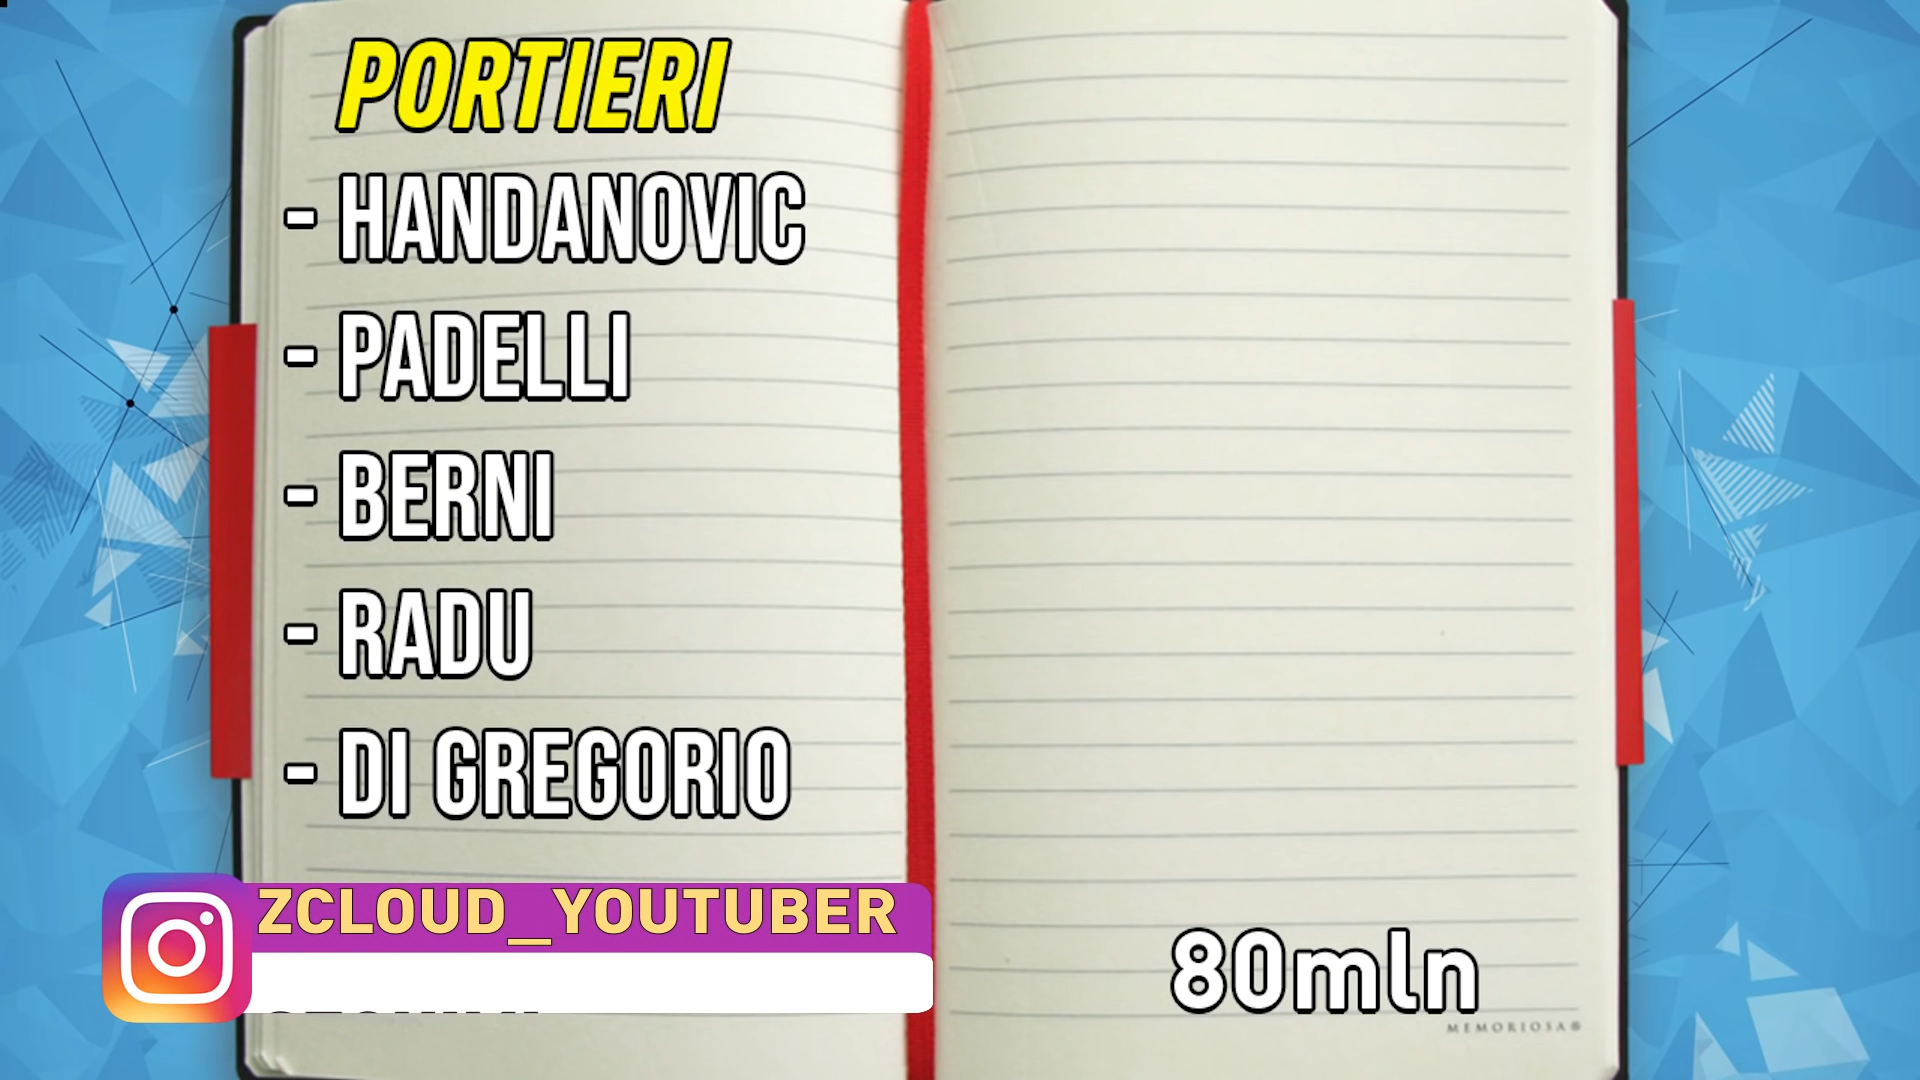 PORTIERI
- HANDANOVIC
- PADELLI
- BERNI
- RADU
- DI GREGORIO
ZCLOUD_YOUTUBER
80mln
MEMORIOSA®